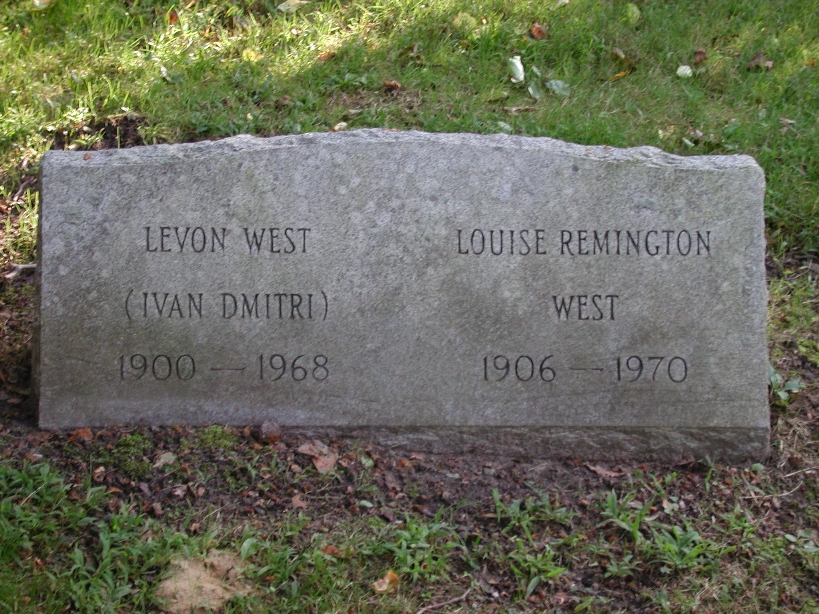 LEVON WEST
(IVAN DMITRI)
1900 — 1968
LOUISE REMINGTON
WEST
1906 — 1970